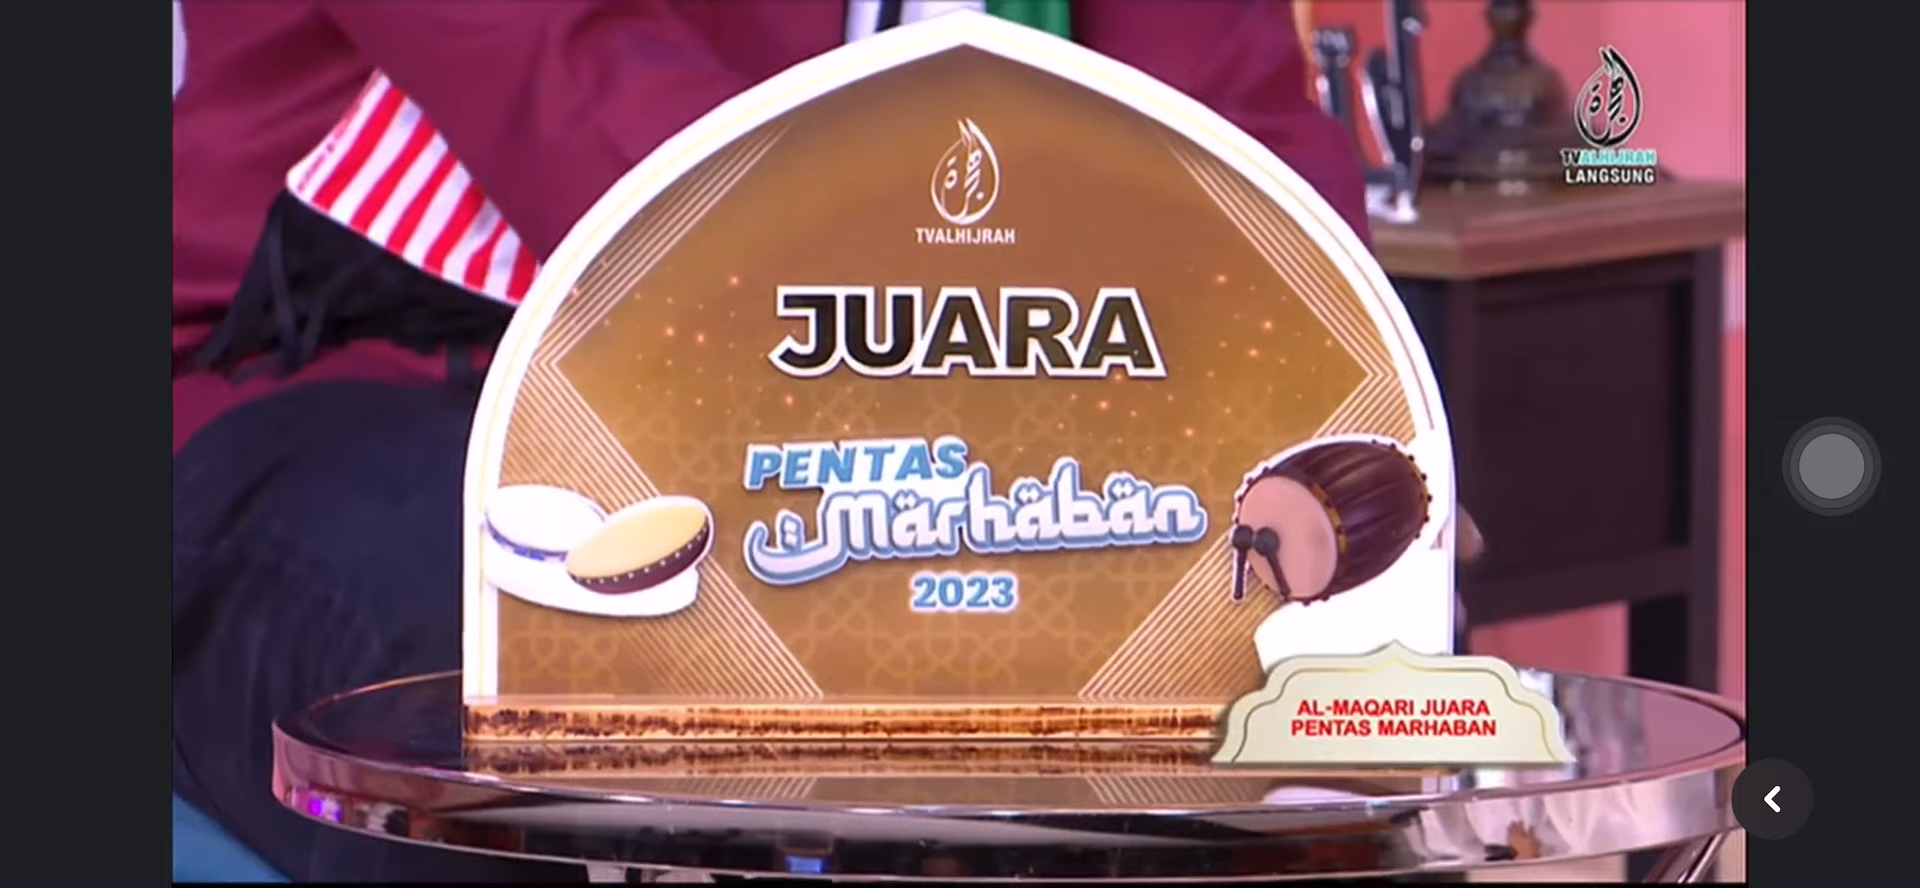 TVALHIJRAH
JUARA
PENTAS
Marhaban
2023
TVALHIJRAH
LANGSUNG
AL-MAQARI JUARA
PENTAS MARHABAN